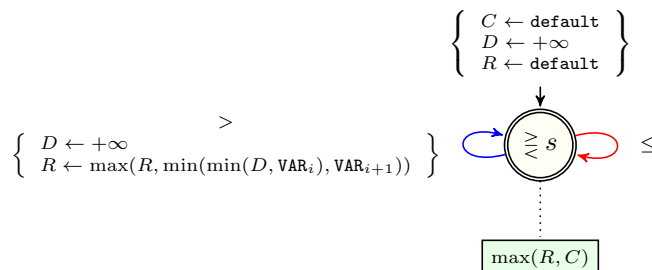 C ← default
D ← +∞
R ← default
>
D ← +∞
R ← max(R, min(min(D, VAR_i), VAR_{i+1}))
≥
≤ s
≤
max(R, C)